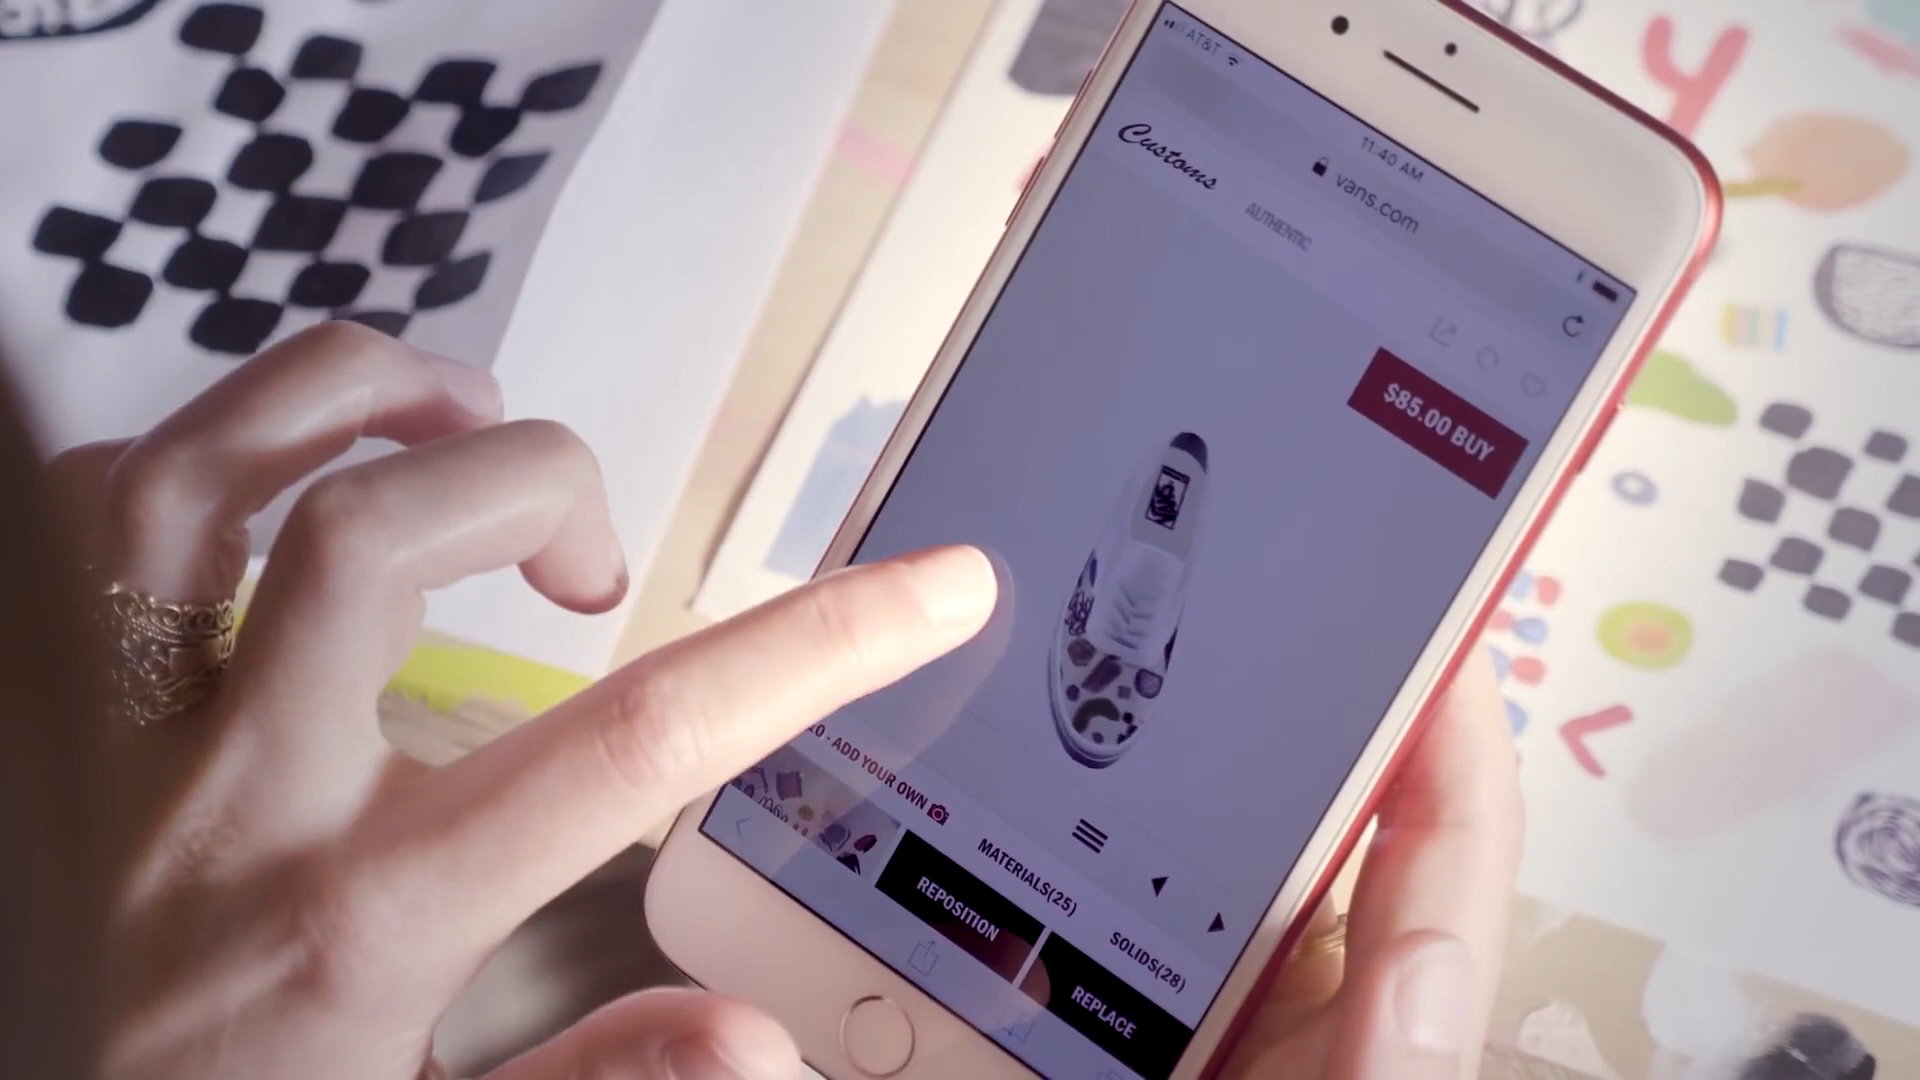 AT&T
11:40 AM
vans.com
Customs
AUTHENTIC
$85.00 BUY
- ADD YOUR OWN
MATERIALS(25)
SOLIDS(28)
REPOSITION
REPLACE